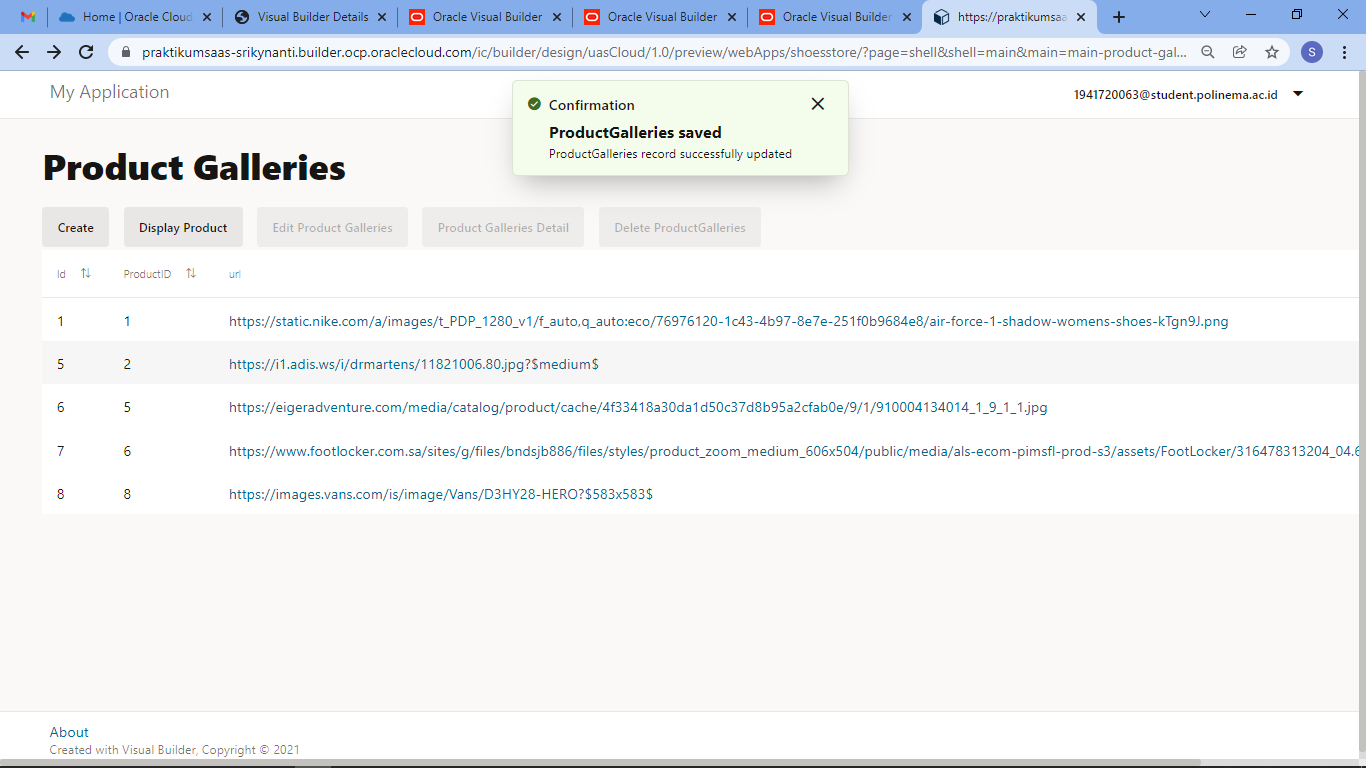 Home | Oracle Cloud
Visual Builder Details
Oracle Visual Builder
Oracle Visual Builder
Oracle Visual Builder
https://praktikumsaa
praktikumsaas-srikynanti.builder.ocp.oraclecloud.com/ic/builder/design/uasCloud/1.0/preview/webApps/shoesstore/?page=shell&shell=main&main=main-product-gal...
S
My Application
1941720063@student.polinema.ac.id
Confirmation
ProductGalleries saved
ProductGalleries record successfully updated
Product Galleries
Create
Display Product
Edit Product Galleries
Product Galleries Detail
Delete ProductGalleries
Id
ProductID
url
1 1 https://static.nike.com/a/images/t_PDP_1280_v1/f_auto,q_auto:eco/76976120-1c43-4b97-8e7e-251f0b9684e8/air-force-1-shadow-womens-shoes-kTgn9J.png
5 2 https://i1.adis.ws/i/drmartens/11821006.80.jpg?$medium$
6 5 https://eigeradventure.com/media/catalog/product/cache/4f33418a30da1d50c37d8b95a2cfab0e/9/1/910004134014_1_9_1_1.jpg
7 6 https://www.footlocker.com.sa/sites/g/files/bndsjb886/files/styles/product_zoom_medium_606x504/public/media/als-ecom-pimsfl-prod-s3/assets/FootLocker/316478313204_04.6
8 8 https://images.vans.com/is/image/Vans/D3HY28-HERO?$583x583$
About
Created with Visual Builder, Copyright © 2021